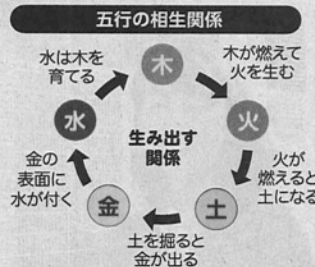 五行の相生関係
水は木を
育てる
木
木が燃えて
火を生む
水
火
生み出す
関係
金の
表面に
水が付く
金
土
火が
燃えると
土になる
土を掘ると
金が出る